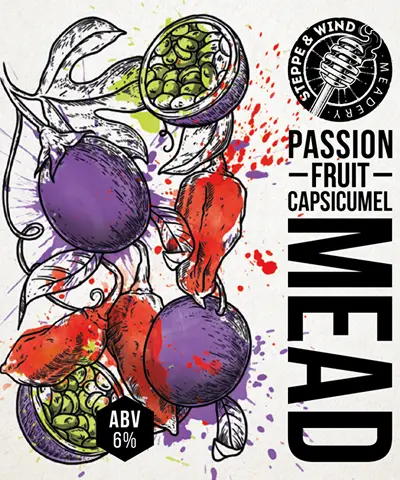 STEPPE & WIND
MEADERY
PASSION
FRUIT
CAPSICUMEL
MEAD
ABV
6%